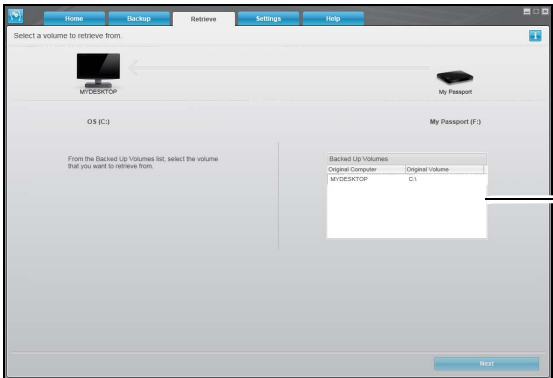 Home Backup Retrieve Settings Help
Select a volume to retrieve from.
MYDESKTOP
My Passport
OS (C:)
My Passport (F:)
From the Backed Up Volumes list, select the volume
that you want to retrieve from.
Backed Up Volumes
Original Computer Original Volume
MYDESKTOP C:\
Next